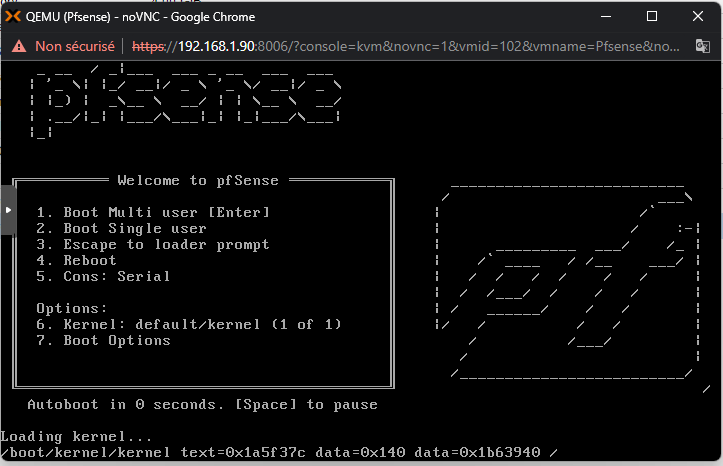 QEMU (Pfsense) - noVNC - Google Chrome
Non sécurisé https://192.168.1.90:8006/?console=kvm&novnc=1&vmid=102&vmname=Pfsense&no...
pfSense
Welcome to pfSense
1. Boot Multi user [Enter]
2. Boot Single user
3. Escape to loader prompt
4. Reboot
5. Cons: Serial
Options:
6. Kernel: default/kernel (1 of 1)
7. Boot Options
pf
Autoboot in 0 seconds. [Space] to pause
Loading kernel...
/boot/kernel/kernel text=0x1a5f37c data=0x140 data=0x1b63940 /